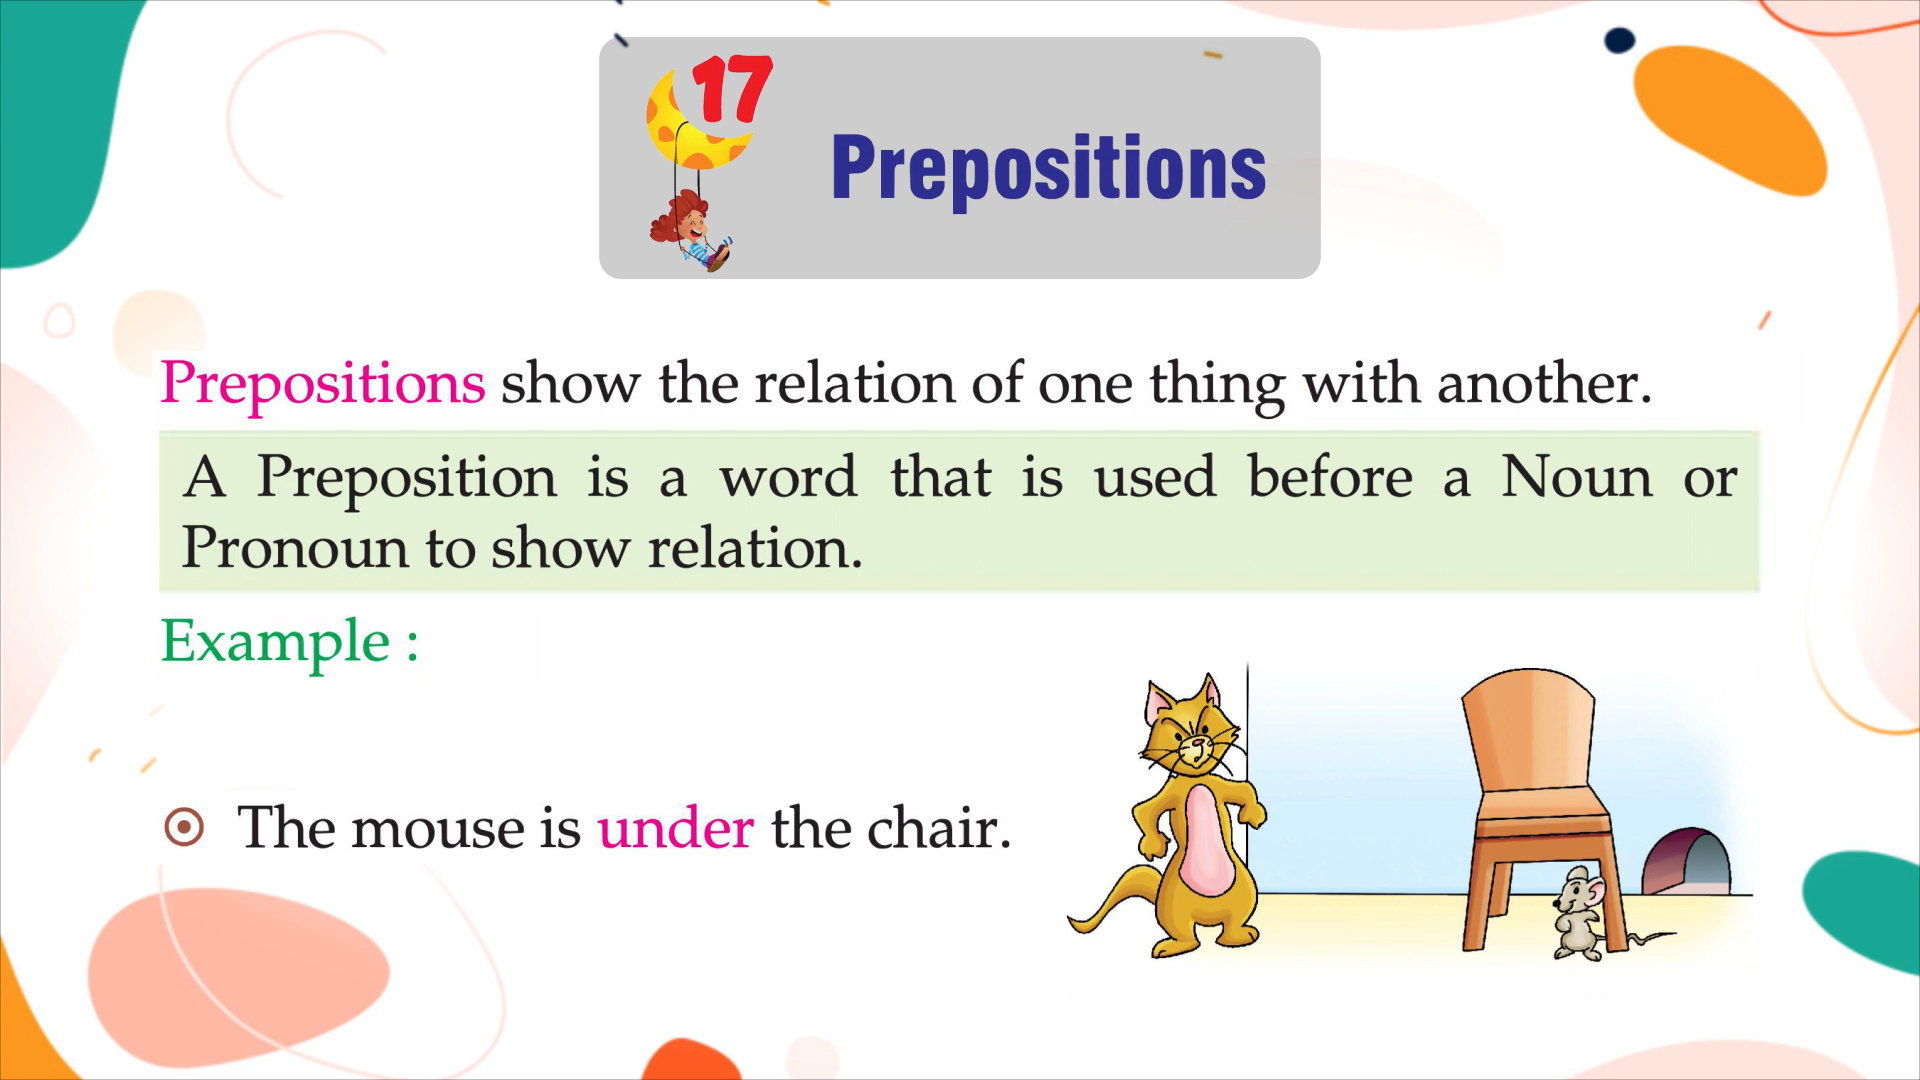 17
Prepositions
Prepositions show the relation of one thing with another.
A Preposition is a word that is used before a Noun or
Pronoun to show relation.
Example :
The mouse is under the chair.